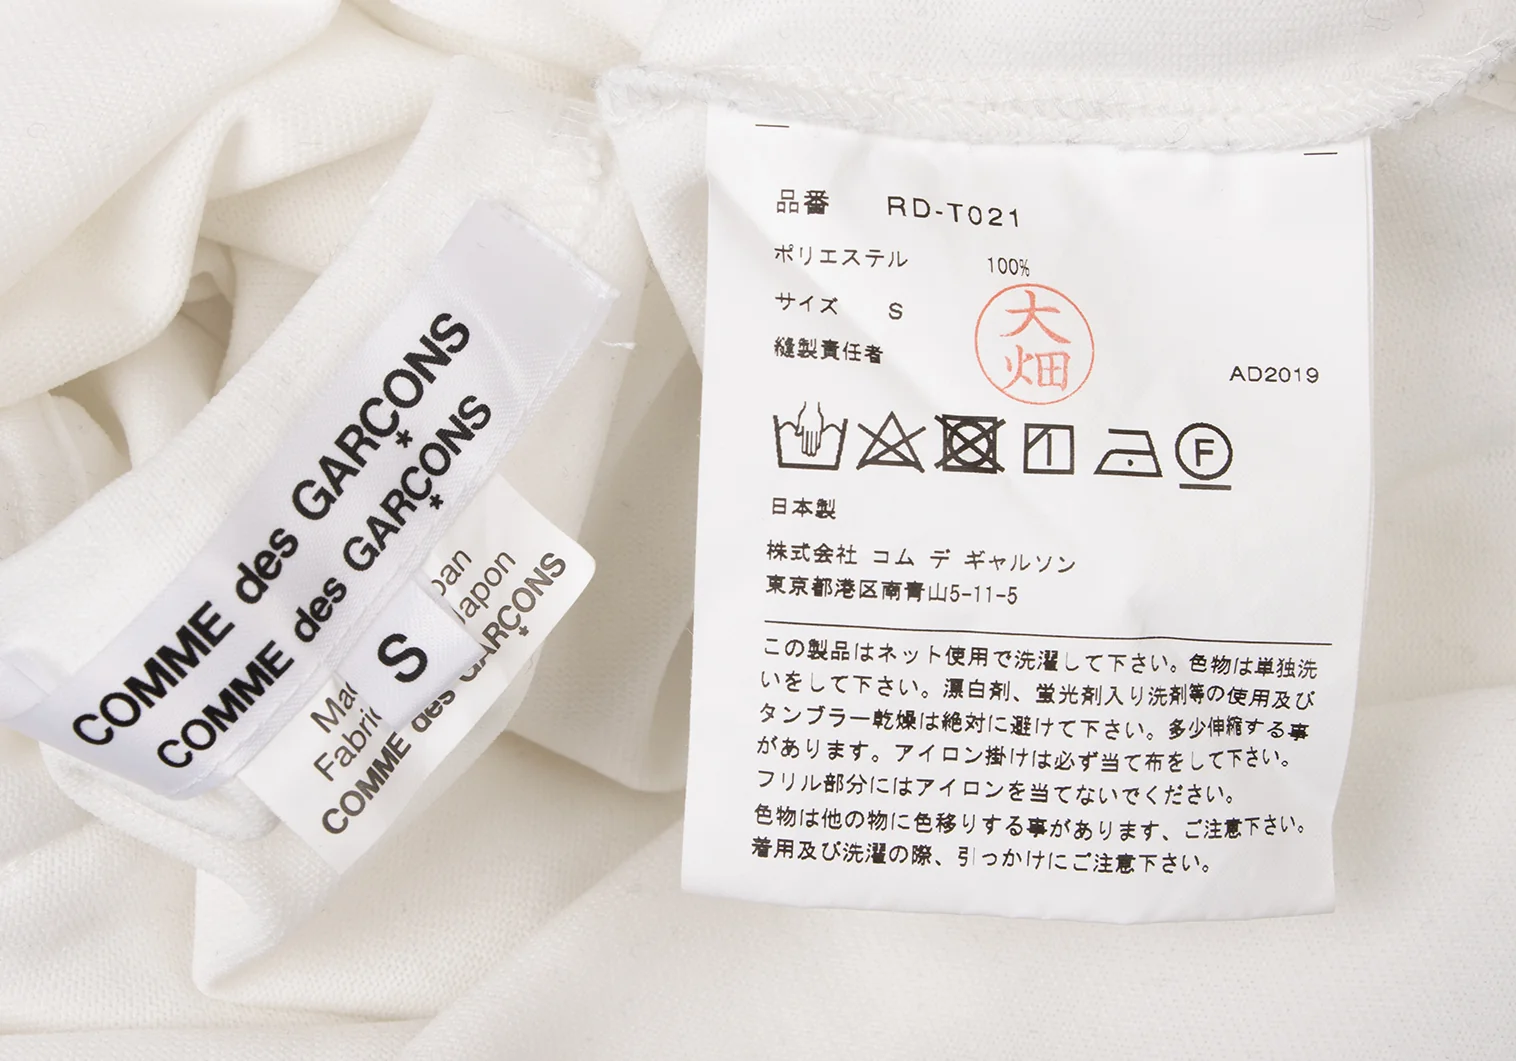 COMME des GARÇONS
COMME des GARÇONS
S
COMME des GARÇONS
品番 RD-T021
ポリエステル 100%
サイズ S
縫製責任者
大畑
AD2019
F
日本製
株式会社 コム デ ギャルソン
東京都港区南青山5-11-5
この製品はネット使用で洗濯して下さい。色物は単独洗
いをして下さい。漂白剤、蛍光剤入り洗剤等の使用及び
タンブラー乾燥は絶対に避けて下さい。多少伸縮する事
があります。アイロン掛けは必ず当て布をして下さい。
フリル部分にはアイロンを当てないでください。
色物は他の物に色移りする事があります、ご注意下さい。
着用及び洗濯の際、引っかけにご注意下さい。